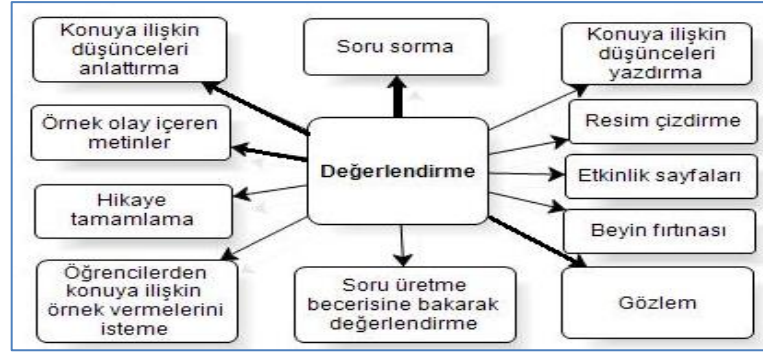 Konuya ilişkin
düşünceleri
anlattırma
Soru sorma
Konuya ilişkin
düşünceleri
yazdırma
Örnek olay içeren
metinler
Değerlendirme
Resim çizdirme
Etkinlik sayfaları
Hikaye
tamamlama
Beyin fırtınası
Öğrencilerden
konuya ilişkin
örnek vermelerini
isteme
Soru üretme
becerisine bakarak
değerlendirme
Gözlem